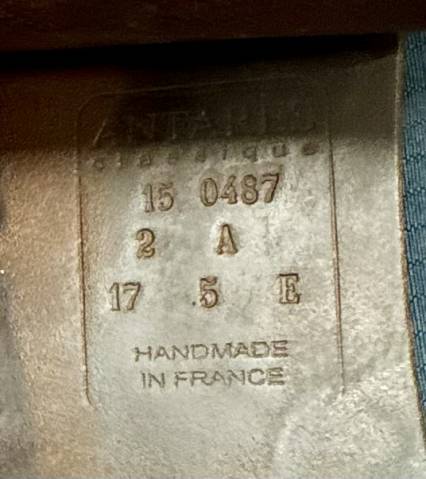 ANTARES
classique
15 0487
2 A
17 .5 E
HANDMADE
IN FRANCE